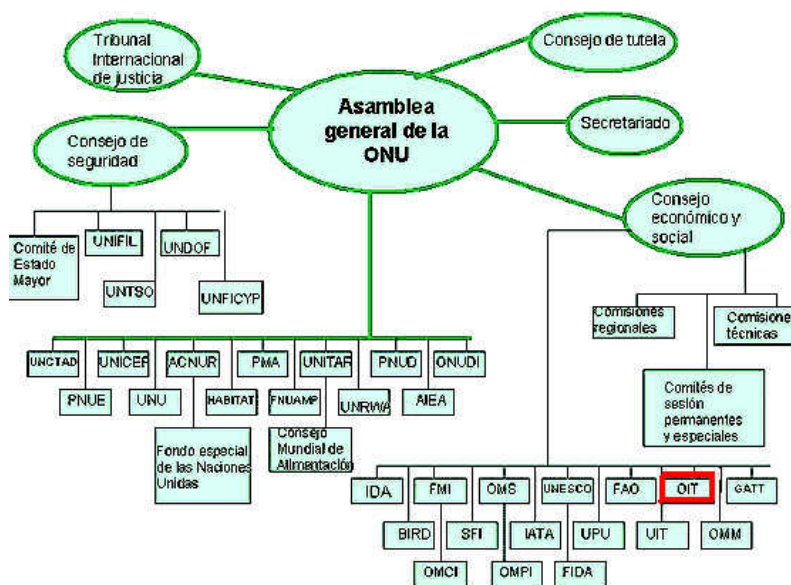 Tribunal
Internacional
de justicia
Consejo de tutela
Asamblea
general de la
ONU
Secretariado
Consejo de
seguridad
Consejo
económico y
social
Comité de
Estado
Mayor
UNIFIL
UNDOF
UNTSO
UNFICYP
Comisiones
regionales
Comisione
técnicas
Comités de
sesión
permanentes
y especiales
UNCTAD
UNICEF
ACNUR
PMA
UNITAR
PNUD
ONUDI
PNUE
UNU
HABITAT
FNUAMP
UNRWA
AIEA
Fondo especial
de las Naciones
Unidas
Consejo
Mundial de
Alimentación
IDA
FMI
OMS
UNESCO
FAO
OIT
GATT
BIRD
SFI
IATA
UPU
UIT
OMM
OMCI
OMPI
FIDA